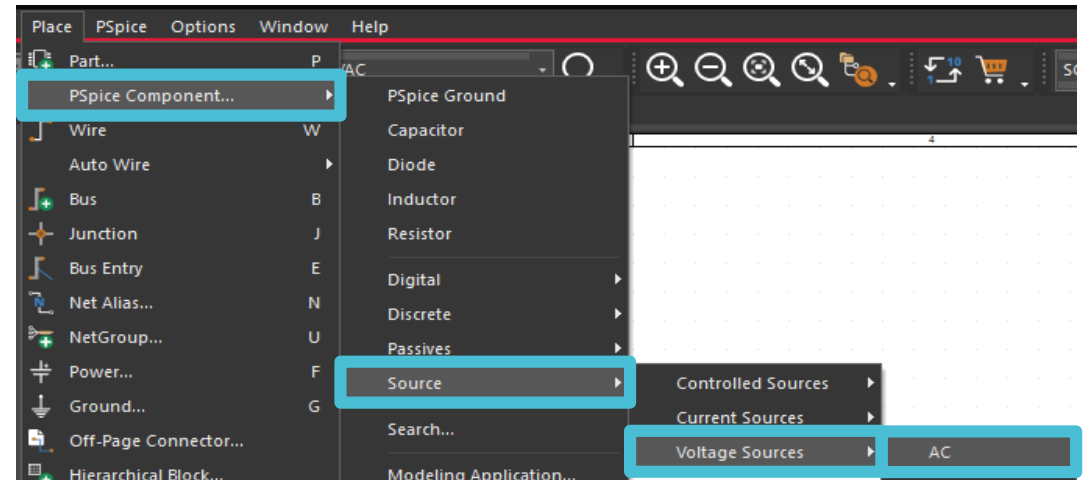 Place PSpice Options Window Help
Part... P
AC
PSpice Component...
PSpice Ground
Wire W
Capacitor
4
Auto Wire
Diode
Bus B
Inductor
Junction J
Resistor
Bus Entry E
Digital
Net Alias... N
Discrete
NetGroup... U
Passives
Power... F
Source
Controlled Sources
Ground... G
Current Sources
Off-Page Connector...
Search...
Voltage Sources
AC
Hierarchical Block...
Modeling Application...